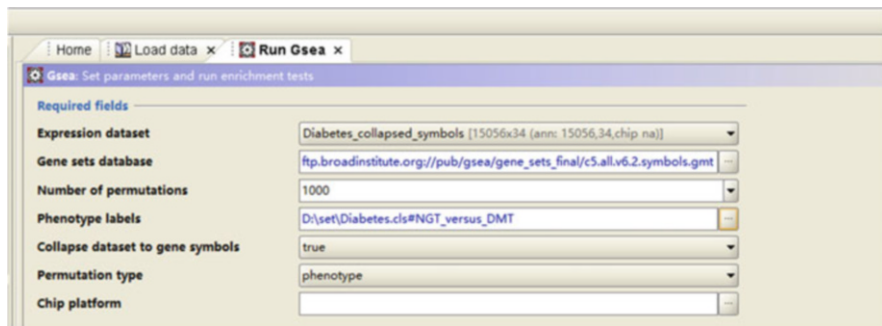 Home Load data x Run Gsea x
Gsea: Set parameters and run enrichment tests
Required fields
Expression dataset Diabetes_collapsed_symbols [15056x34 (ann: 15056,34,chip na)]
Gene sets database ftp.broadinstitute.org://pub/gsea/gene_sets_final/c5.all.v6.2.symbols.gmt ...
Number of permutations 1000
Phenotype labels D:\set\Diabetes.cls#NGT_versus_DMT ...
Collapse dataset to gene symbols true
Permutation type phenotype
Chip platform ...